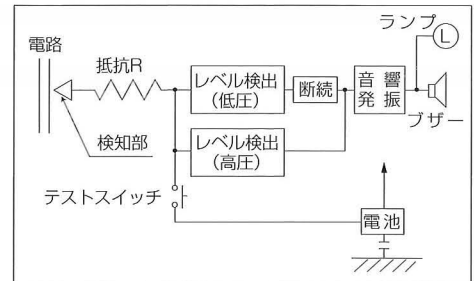 ランプ
L
電路
抵抗R
レベル検出
(低圧)
断続
音響
発振
ブザー
検知部
レベル検出
(高圧)
テストスイッチ
電池